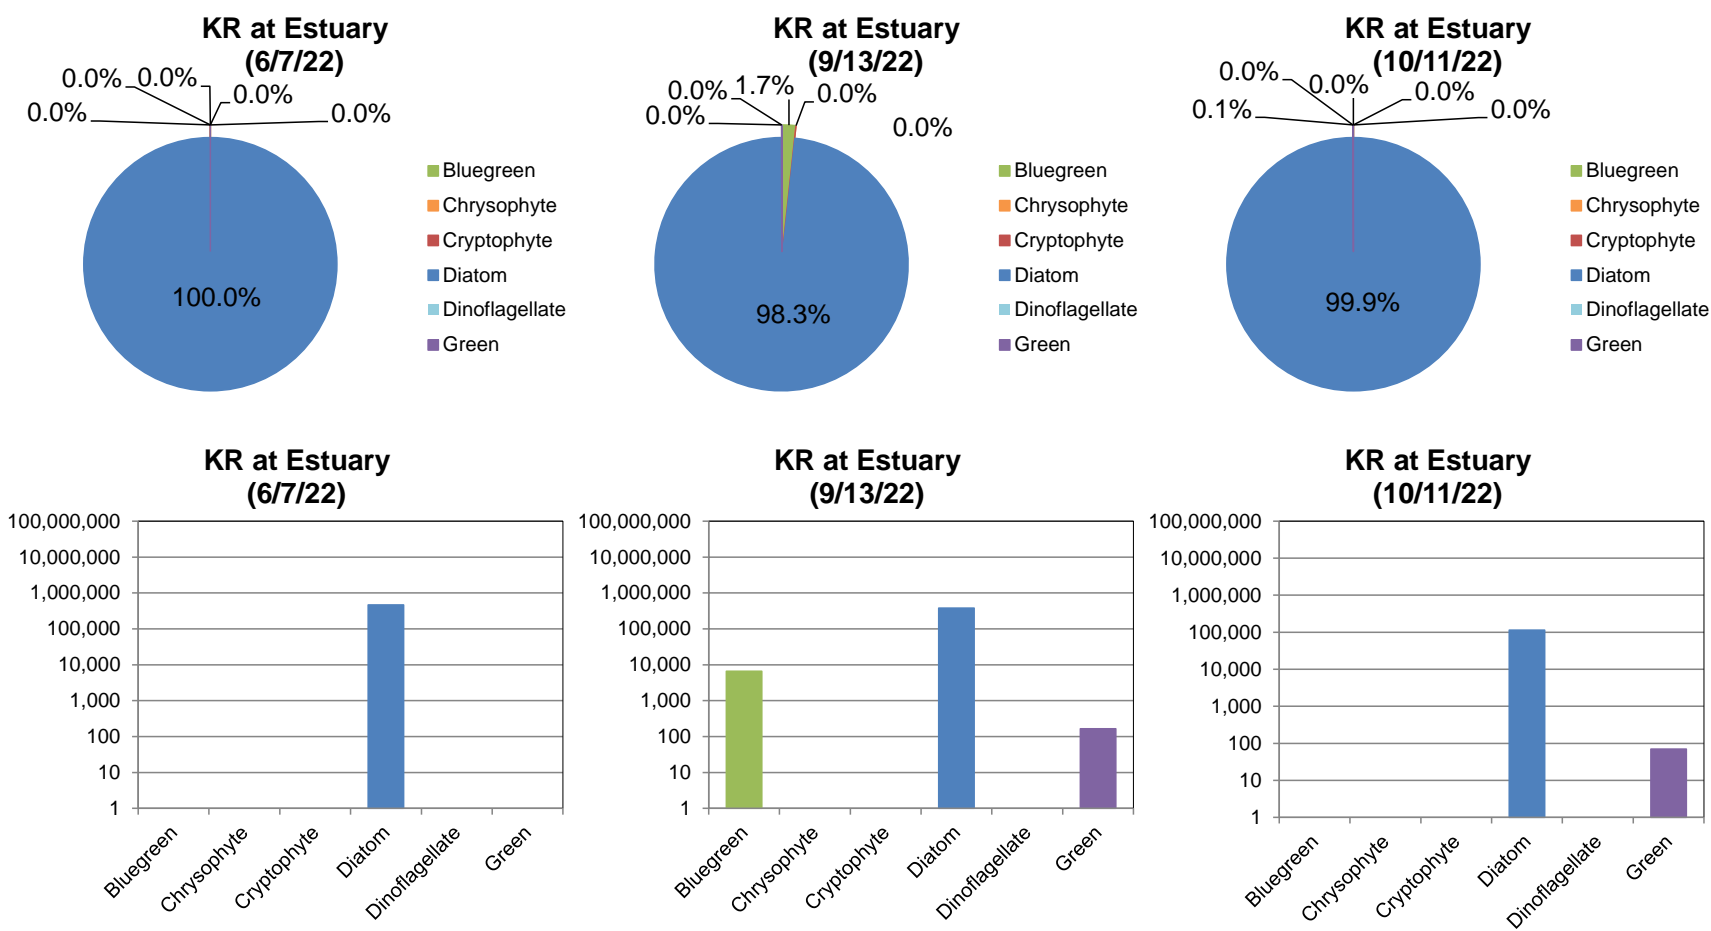 KR at Estuary
(6/7/22)
0.0%
0.0%
0.0%
0.0%
0.0%
100.0%
Bluegreen
Chrysophyte
Cryptophyte
Diatom
Dinoflagellate
Green
KR at Estuary
(9/13/22)
0.0%
0.0%
1.7%
0.0%
0.0%
98.3%
Bluegreen
Chrysophyte
Cryptophyte
Diatom
Dinoflagellate
Green
KR at Estuary
(10/11/22)
0.1%
0.0%
0.0%
0.0%
0.0%
99.9%
Bluegreen
Chrysophyte
Cryptophyte
Diatom
Dinoflagellate
Green
KR at Estuary
(6/7/22)
100,000,000
10,000,000
1,000,000
100,000
10,000
1,000
100
10
1
Bluegreen
Chrysophyte
Cryptophyte
Diatom
Dinoflagellate
Green
KR at Estuary
(9/13/22)
100,000,000
10,000,000
1,000,000
100,000
10,000
1,000
100
10
1
Bluegreen
Chrysophyte
Cryptophyte
Diatom
Dinoflagellate
Green
KR at Estuary
(10/11/22)
100,000,000
10,000,000
1,000,000
100,000
10,000
1,000
100
10
1
Bluegreen
Chrysophyte
Cryptophyte
Diatom
Dinoflagellate
Green